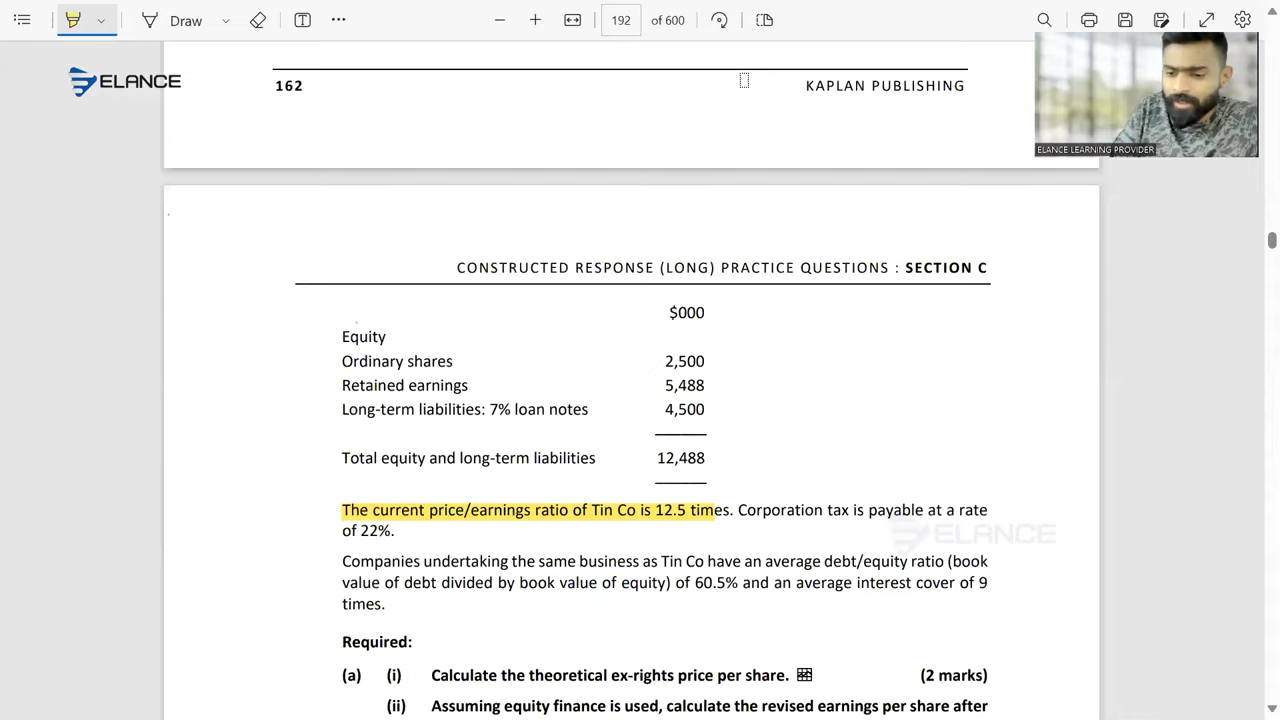 Draw
192 of 600
ELANCE
162
KAPLAN PUBLISHING
ELANCE LEARNING PROVIDER
CONSTRUCTED RESPONSE (LONG) PRACTICE QUESTIONS : SECTION C
$000
Equity
Ordinary shares 2,500
Retained earnings 5,488
Long-term liabilities: 7% loan notes 4,500
Total equity and long-term liabilities 12,488
The current price/earnings ratio of Tin Co is 12.5 times. Corporation tax is payable at a rate
of 22%.
ELANCE
Companies undertaking the same business as Tin Co have an average debt/equity ratio (book
value of debt divided by book value of equity) of 60.5% and an average interest cover of 9
times.
Required:
(a) (i) Calculate the theoretical ex-rights price per share. (2 marks)
(ii) Assuming equity finance is used, calculate the revised earnings per share after